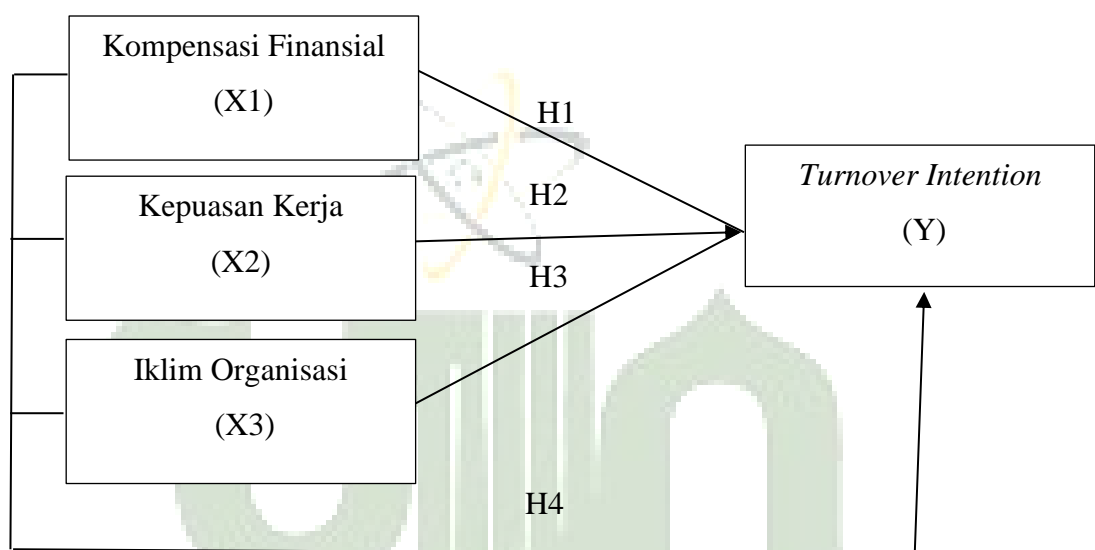 Kompensasi Finansial
(X1)
H1
Turnover Intention
(Y)
H2
Kepuasan Kerja
(X2)
H3
Iklim Organisasi
(X3)
H4